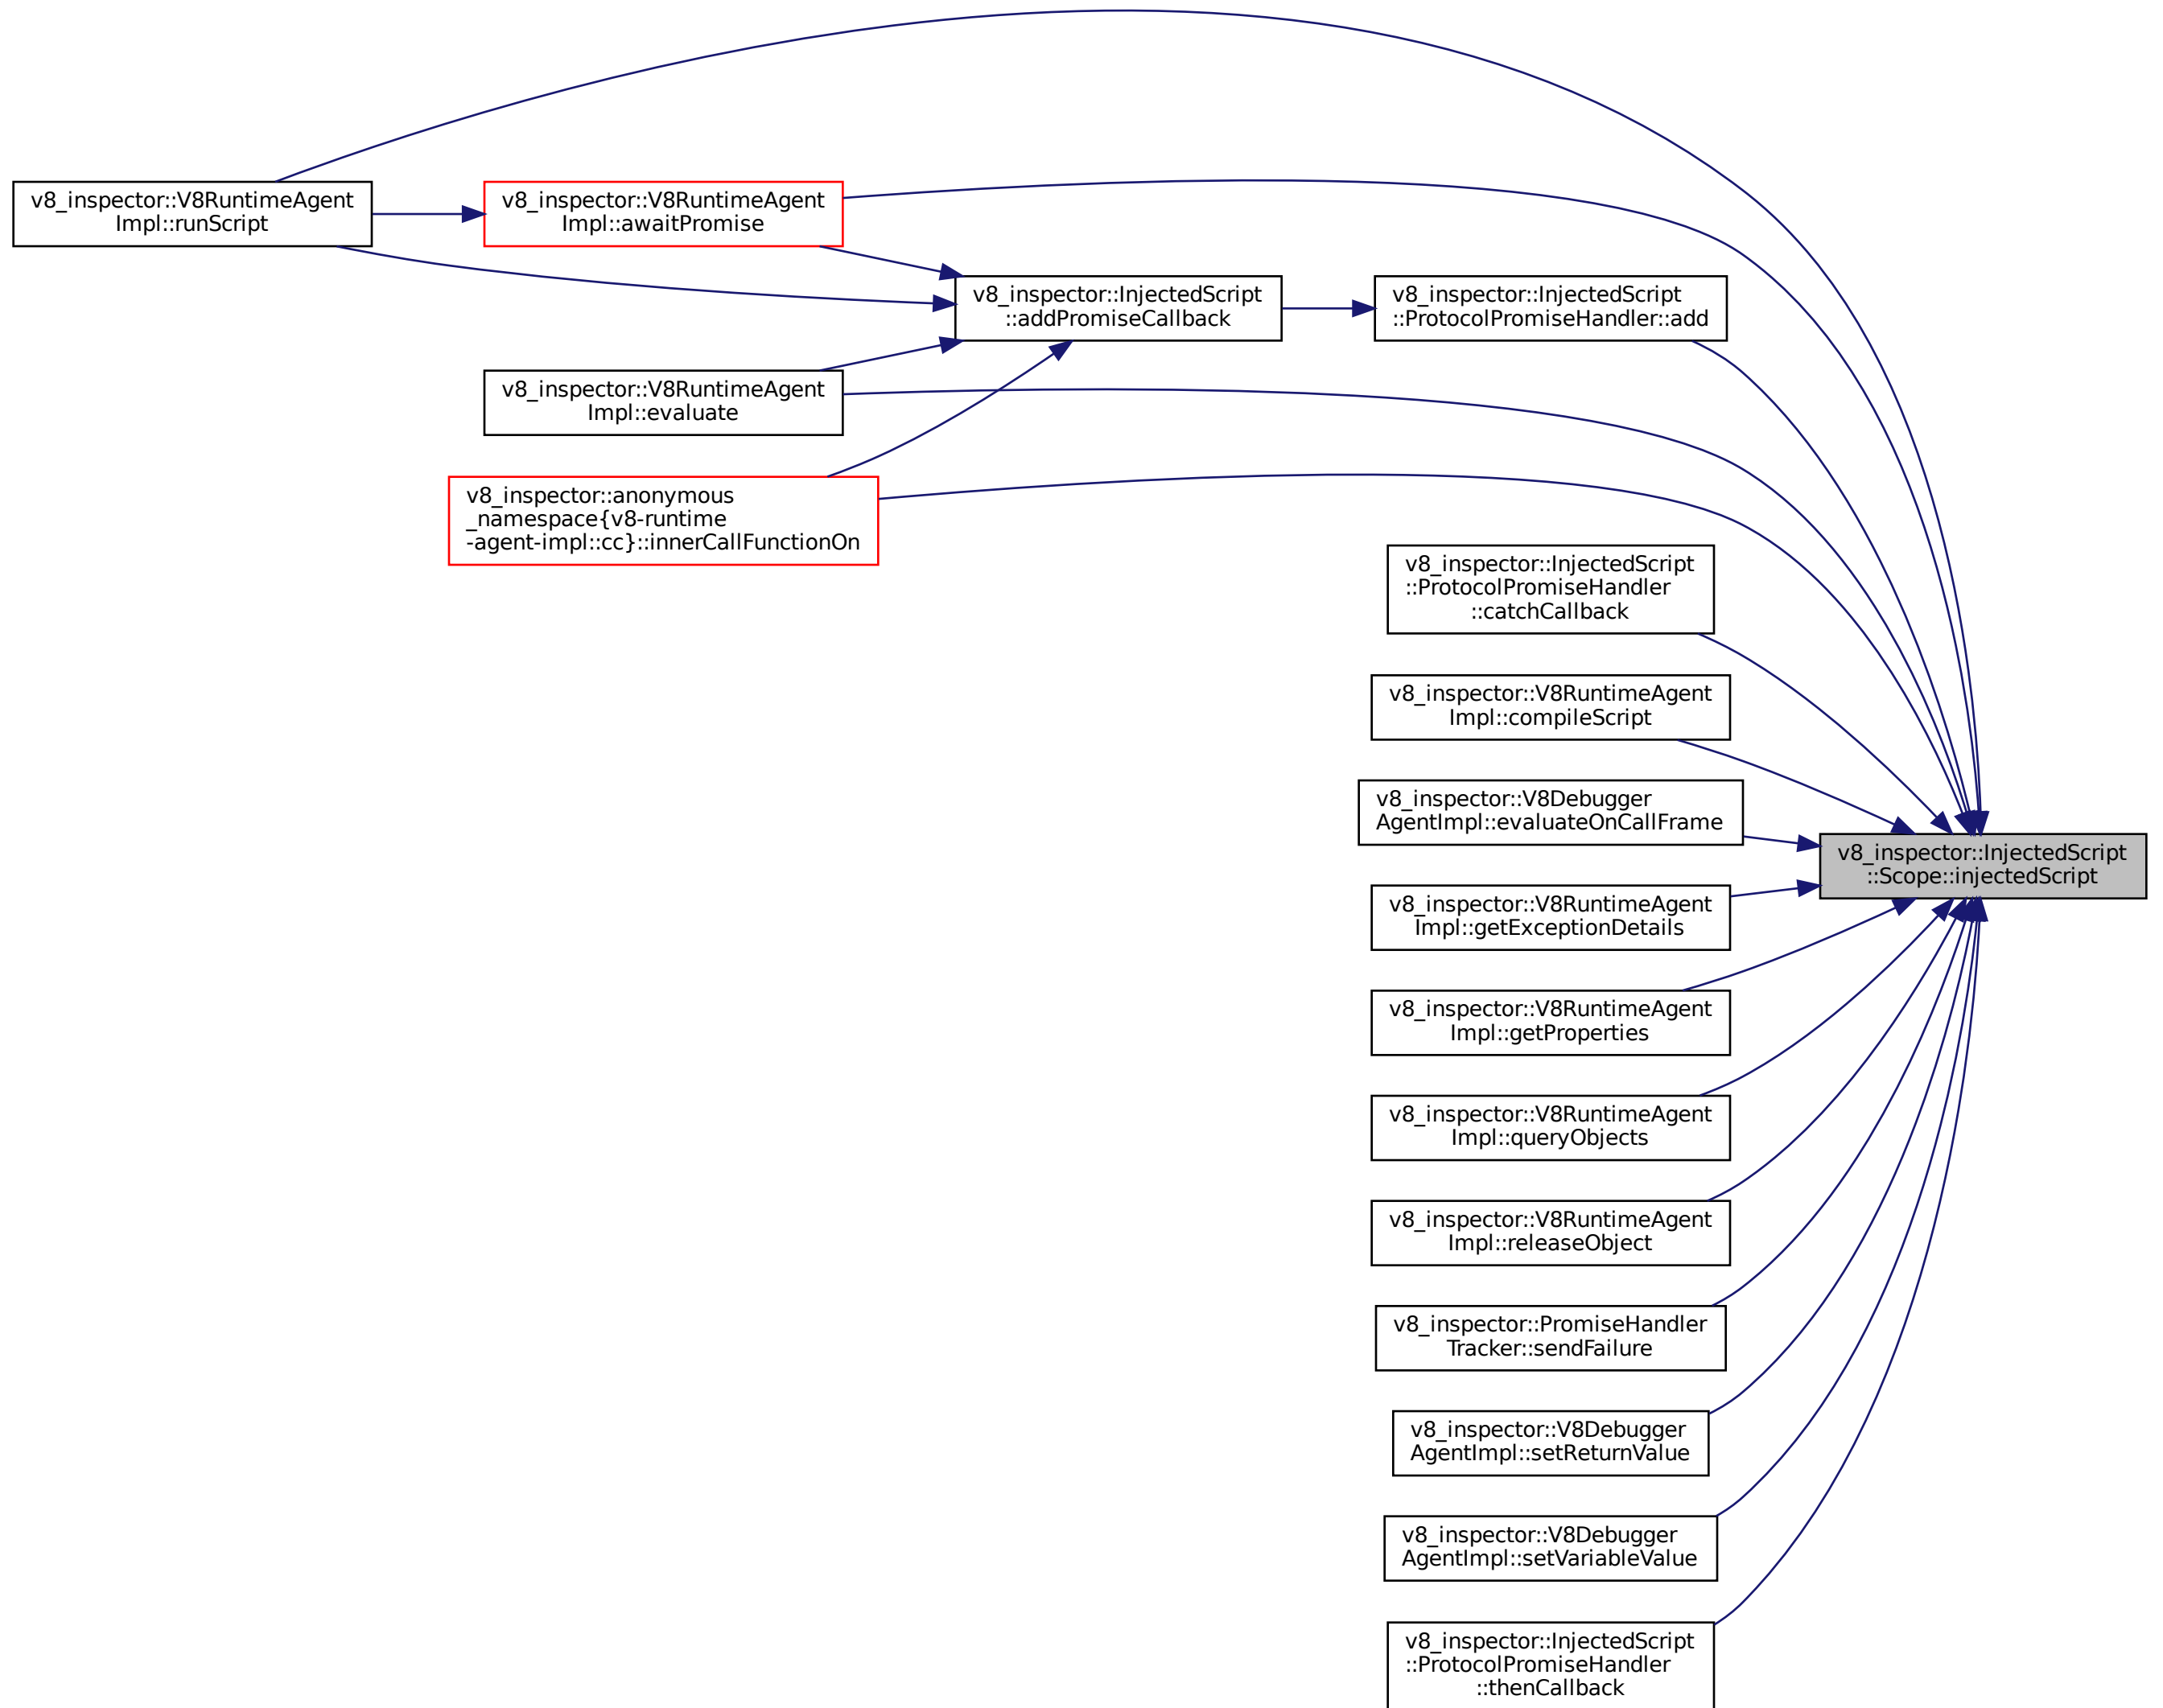 v8_inspector::V8RuntimeAgent
Impl::runScript
v8_inspector::V8RuntimeAgent
Impl::awaitPromise
v8_inspector::InjectedScript
::addPromiseCallback
v8_inspector::InjectedScript
::ProtocolPromiseHandler::add
v8_inspector::V8RuntimeAgent
Impl::evaluate
v8_inspector::anonymous
_namespace{v8-runtime
-agent-impl::cc}::innerCallFunctionOn
v8_inspector::InjectedScript
::ProtocolPromiseHandler
::catchCallback
v8_inspector::V8RuntimeAgent
Impl::compileScript
v8_inspector::V8Debugger
AgentImpl::evaluateOnCallFrame
v8_inspector::InjectedScript
::Scope::injectedScript
v8_inspector::V8RuntimeAgent
Impl::getExceptionDetails
v8_inspector::V8RuntimeAgent
Impl::getProperties
v8_inspector::V8RuntimeAgent
Impl::queryObjects
v8_inspector::V8RuntimeAgent
Impl::releaseObject
v8_inspector::PromiseHandler
Tracker::sendFailure
v8_inspector::V8Debugger
AgentImpl::setReturnValue
v8_inspector::V8Debugger
AgentImpl::setVariableValue
v8_inspector::InjectedScript
::ProtocolPromiseHandler
::thenCallback